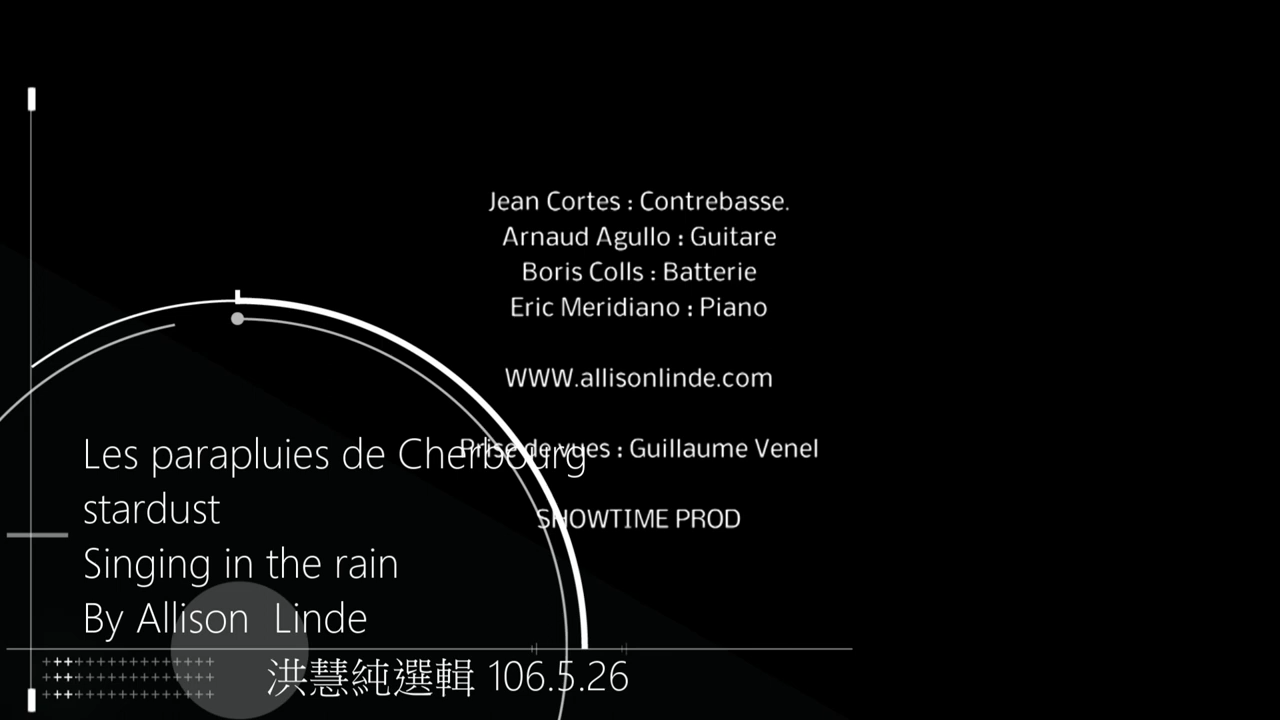 Jean Cortes : Contrebasse.
Arnaud Agullo : Guitare
Boris Colls : Batterie
Eric Meridiano : Piano
WWW.allisonlinde.com
Prise de vues : Guillaume Venel
SHOWTIME PROD
Les parapluies de Cherbourg
stardust
Singing in the rain
By Allison Linde
洪慧純選輯 106.5.26